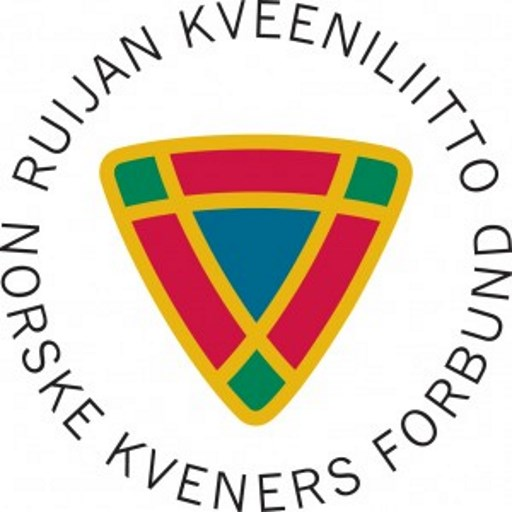 RUIJAN KVEENILIITTO
NORSKE KVENERS FORBUND